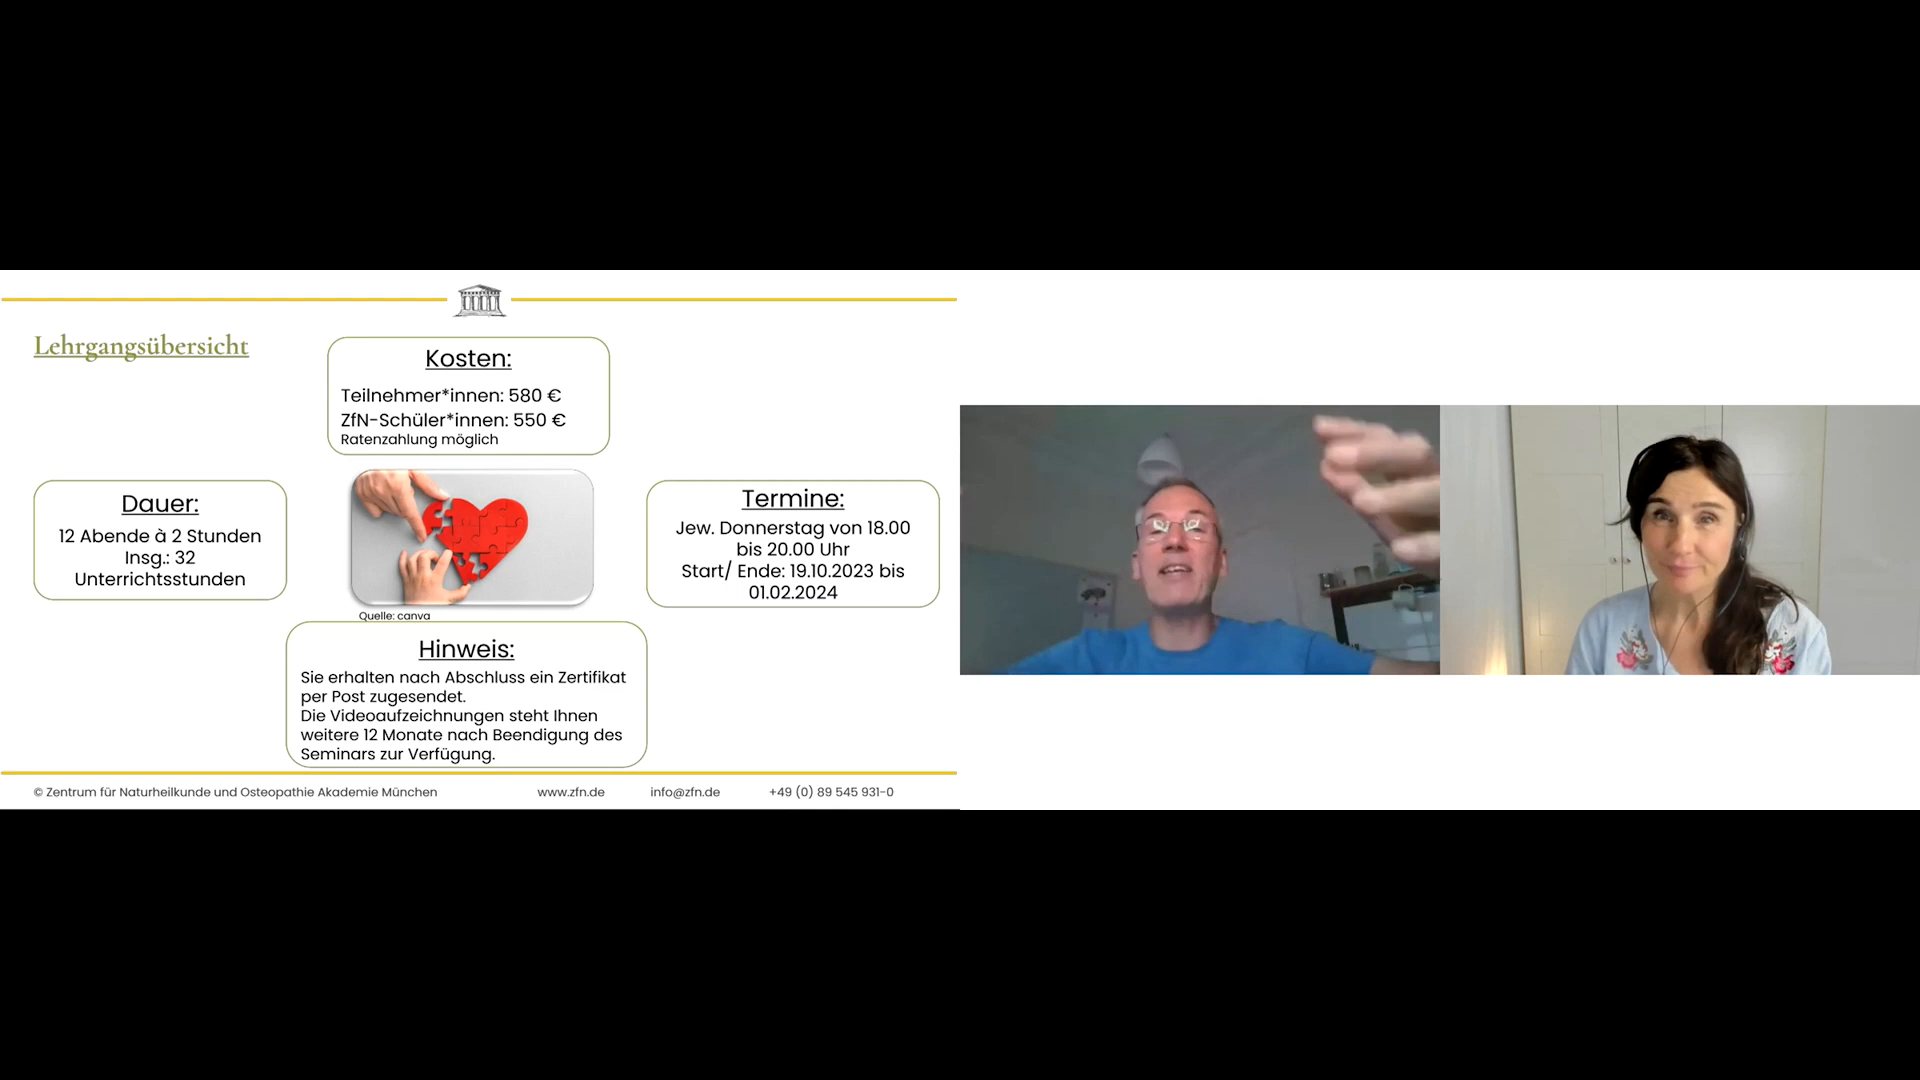 Lehrgangsübersicht
Kosten:
Teilnehmer*innen: 580 €
ZfN-Schüler*innen: 550 €
Ratenzahlung möglich
Dauer:
12 Abende à 2 Stunden
Insg.: 32
Unterrichtsstunden
Quelle: canva
Termine:
Jew. Donnerstag von 18.00
bis 20.00 Uhr
Start/ Ende: 19.10.2023 bis
01.02.2024
Hinweis:
Sie erhalten nach Abschluss ein Zertifikat
per Post zugesendet.
Die Videoaufzeichnungen steht Ihnen
weitere 12 Monate nach Beendigung des
Seminars zur Verfügung.
© Zentrum für Naturheilkunde und Osteopathie Akademie München www.zfn.de info@zfn.de +49 (0) 89 545 931-0